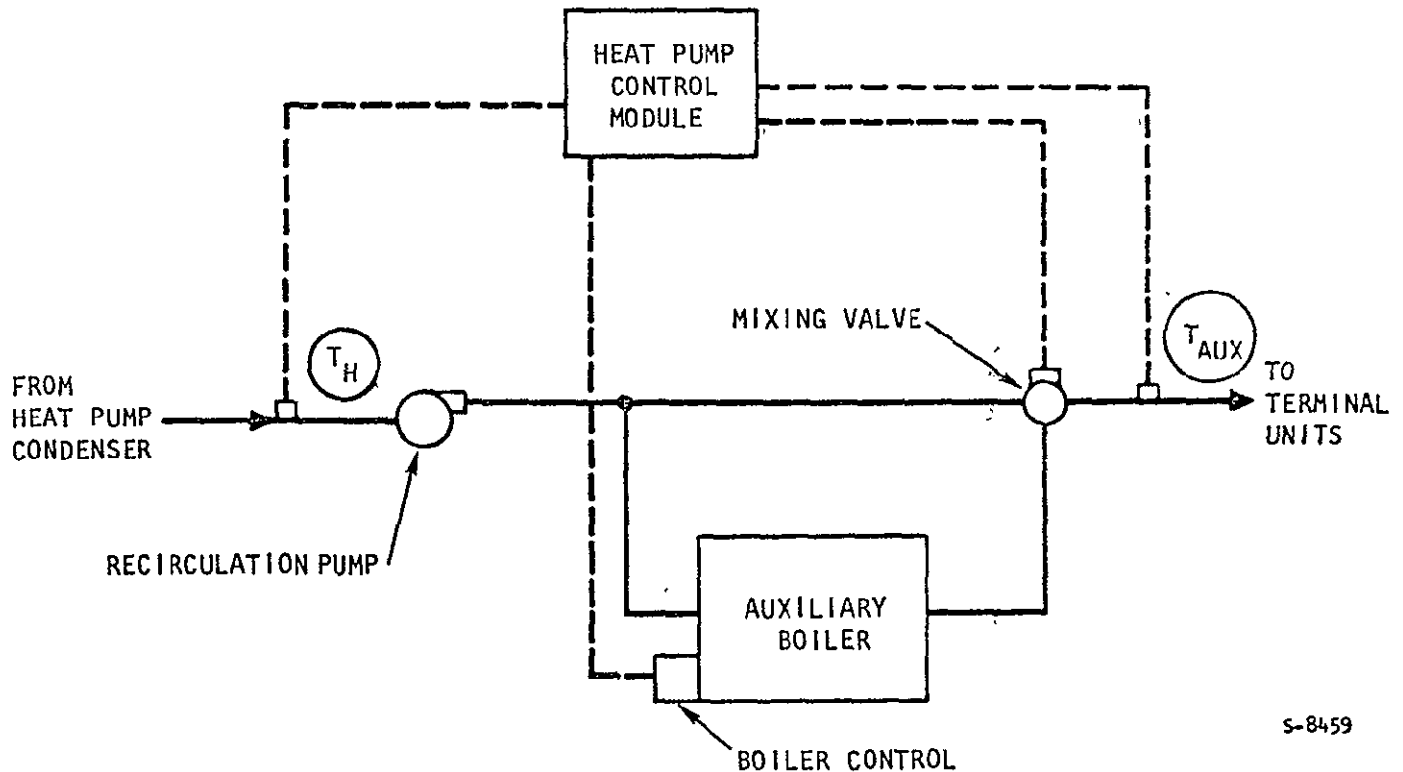 HEAT PUMP
CONTROL
MODULE
MIXING VALVE
T_H
T_AUX
FROM
HEAT PUMP
CONDENSER
TO
TERMINAL
UNITS
RECIRCULATION PUMP
AUXILIARY
BOILER
BOILER CONTROL
S-8459